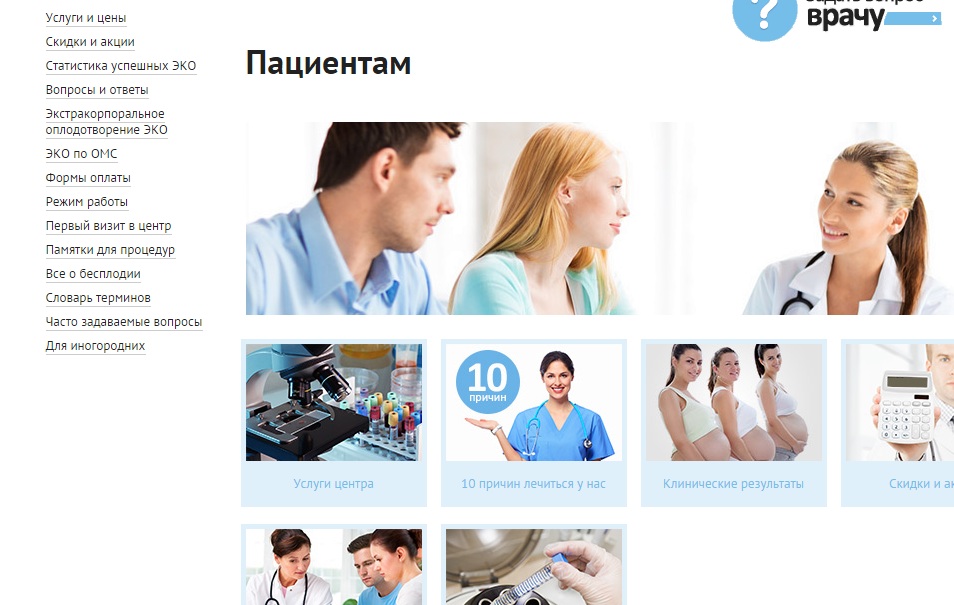 Услуги и цены
Скидки и акции
Статистика успешных ЭКО
Вопросы и ответы
Экстракорпоральное
оплодотворение ЭКО
ЭКО по ОМС
Формы оплаты
Режим работы
Первый визит в центр
Памятки для процедур
Все о бесплодии
Словарь терминов
Часто задаваемые вопросы
Для иногородних
?
задать вопрос
врачу
Пациентам
10
причин
Услуги центра
10 причин лечиться у нас
Клинические результаты
Скидки и ак